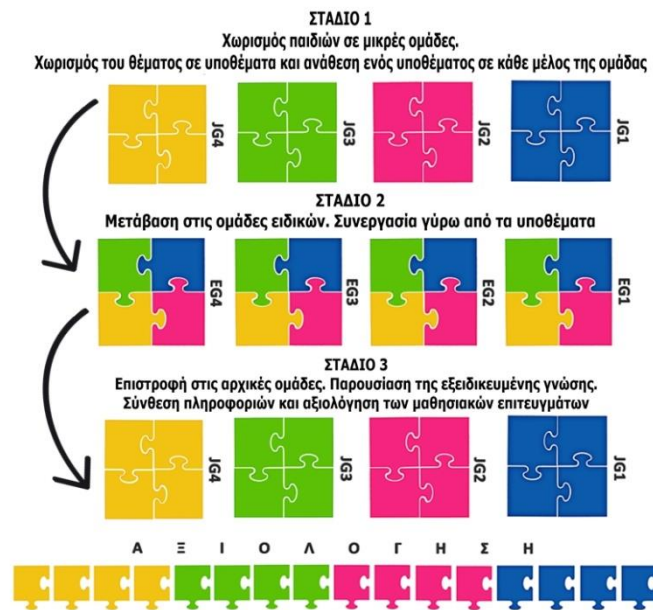 ΣΤΑΔΙΟ 1
Χωρισμός παιδιών σε μικρές ομάδες.
Χωρισμός του θέματος σε υποθέματα και ανάθεση ενός υποθέματος σε κάθε μέλος της ομάδας
JG4 JG3 JG2 JG1
ΣΤΑΔΙΟ 2
Μετάβαση στις ομάδες ειδικών. Συνεργασία γύρω από τα υποθέματα
EG4 EG3 EG2 EG1
ΣΤΑΔΙΟ 3
Επιστροφή στις αρχικές ομάδες. Παρουσίαση της εξειδικευμένης γνώσης.
Σύνθεση πληροφοριών και αξιολόγηση των μαθησιακών επιτευγμάτων
JG4 JG3 JG2 JG1
Α Ξ Ι Ο Λ Ο Γ Η Σ Η